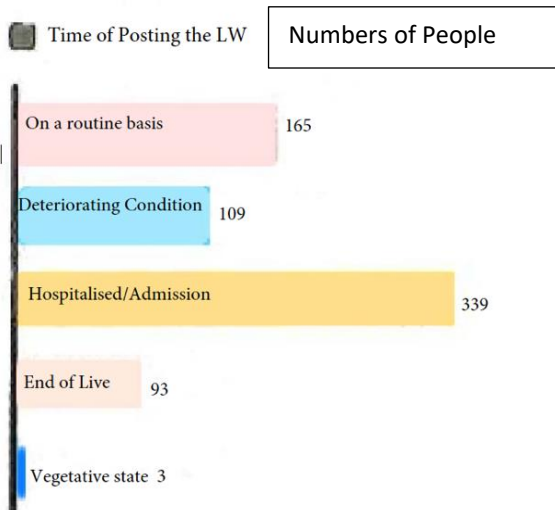 Time of Posting the LW
Numbers of People
On a routine basis 165
Deteriorating Condition 109
Hospitalised/Admission 339
End of Live 93
Vegetative state 3